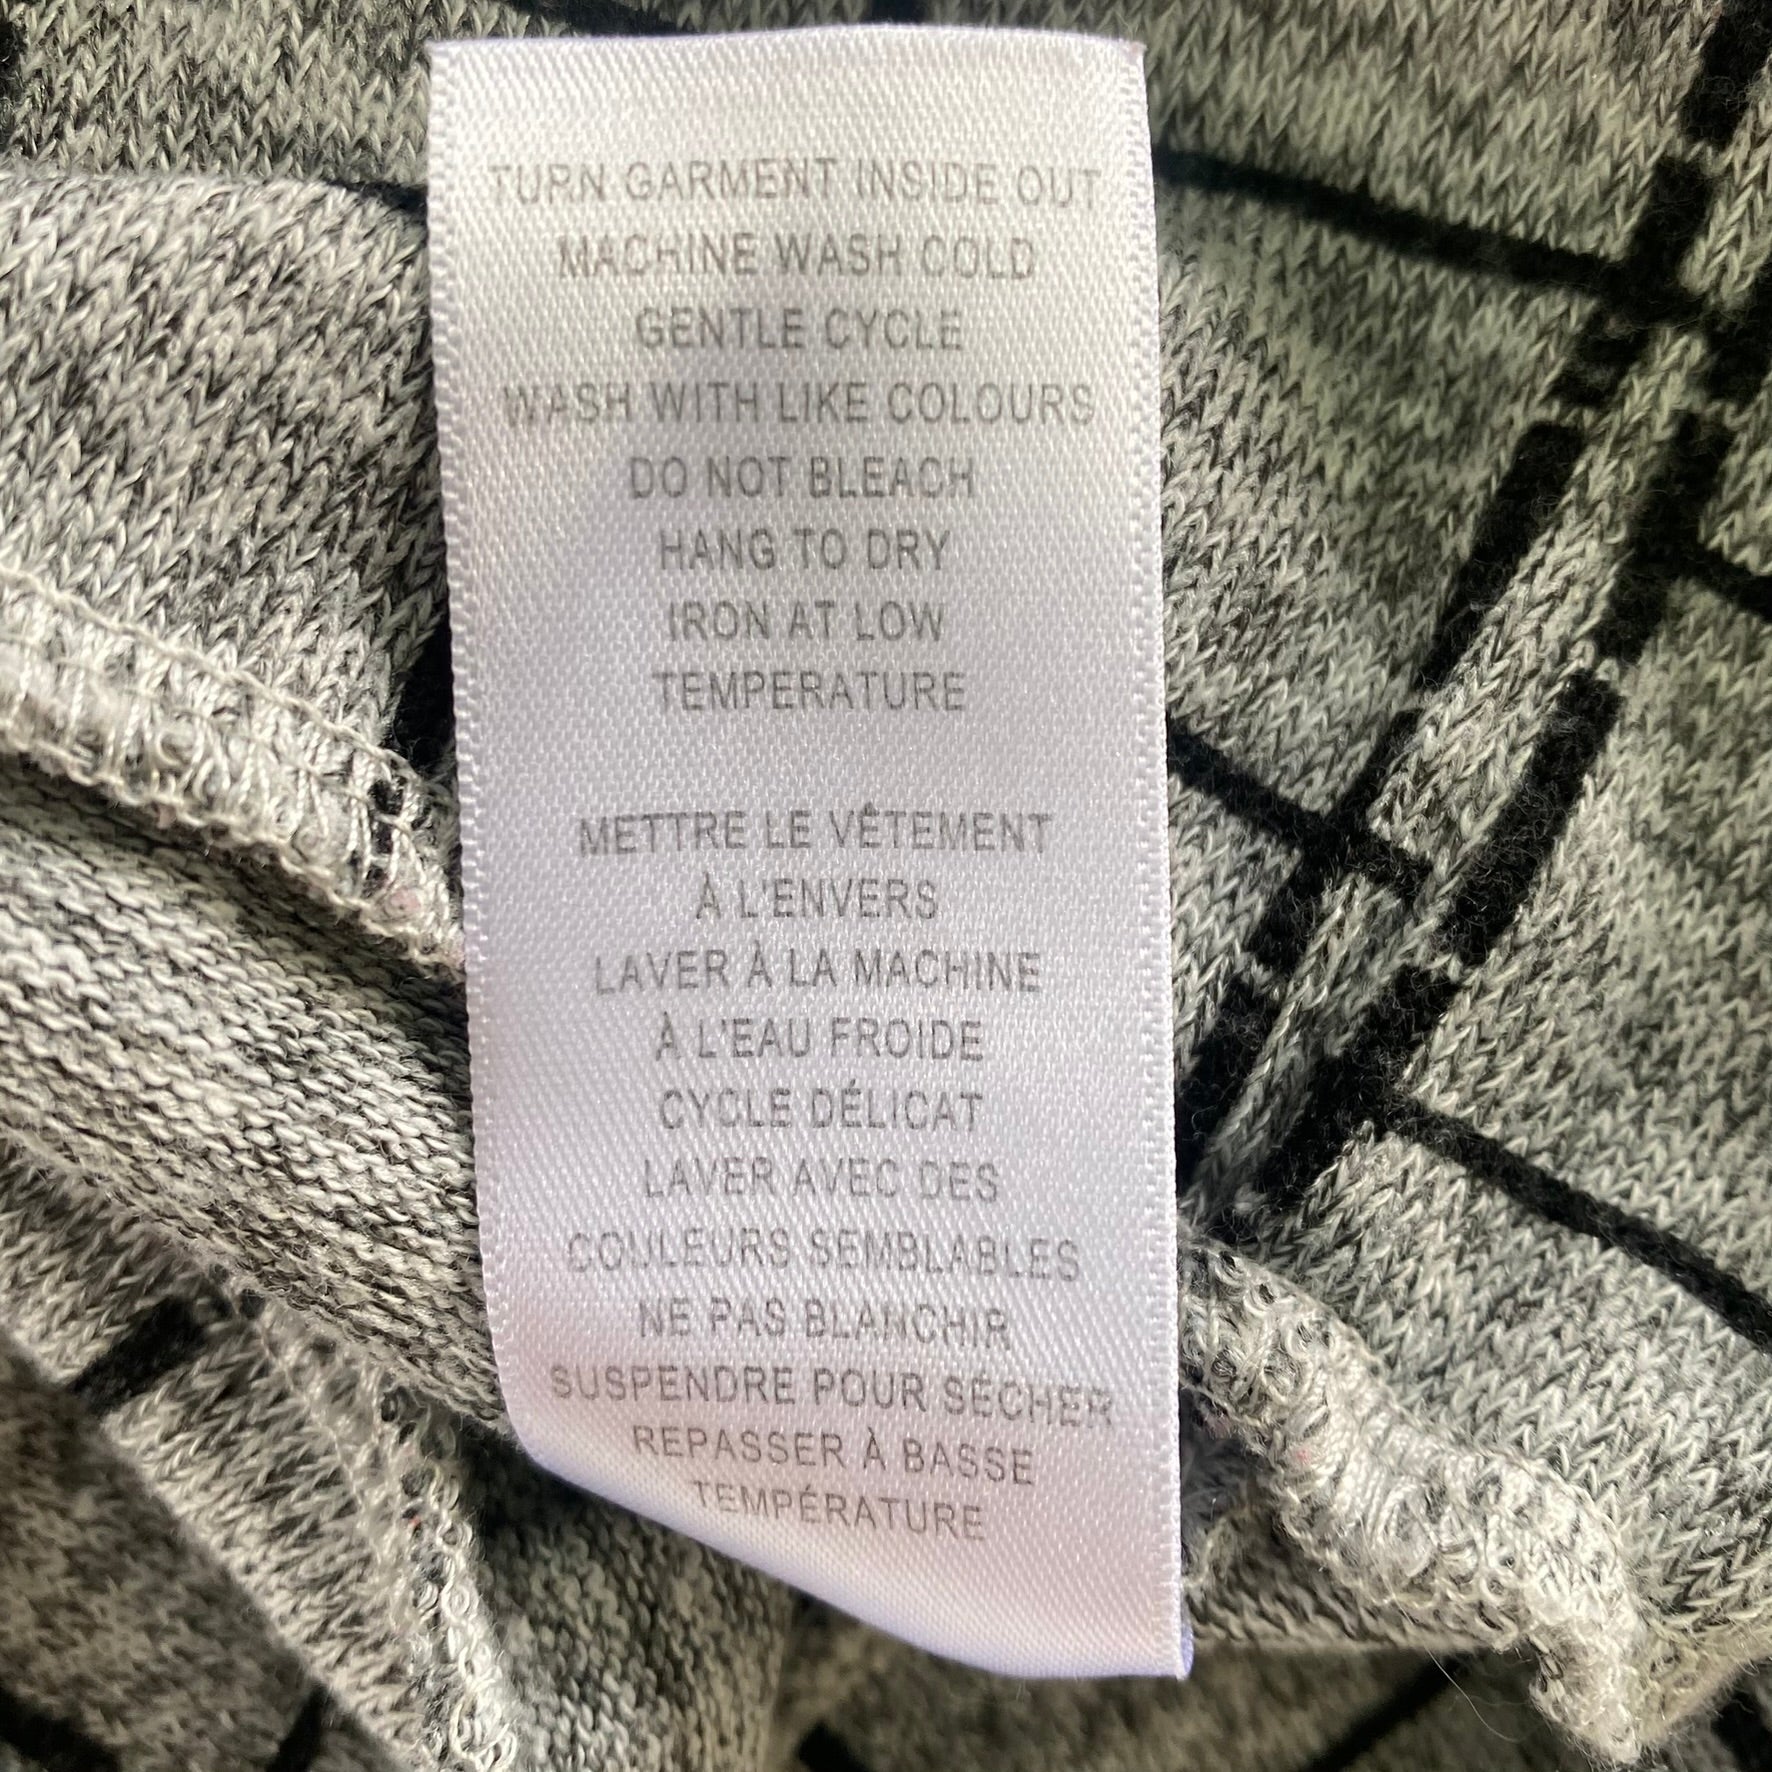 TURN GARMENT INSIDE OUT
MACHINE WASH COLD
GENTLE CYCLE
WASH WITH LIKE COLOURS
DO NOT BLEACH
HANG TO DRY
IRON AT LOW
TEMPERATURE
METTRE LE VÊTEMENT
À L'ENVERS
LAVER À LA MACHINE
À L'EAU FROIDE
CYCLE DÉLICAT
LAVER AVEC DES
COULEURS SEMBLABLES
NE PAS BLANCHIR
SUSPENDRE POUR SÉCHER
REPASSER À BASSE
TEMPÉRATURE